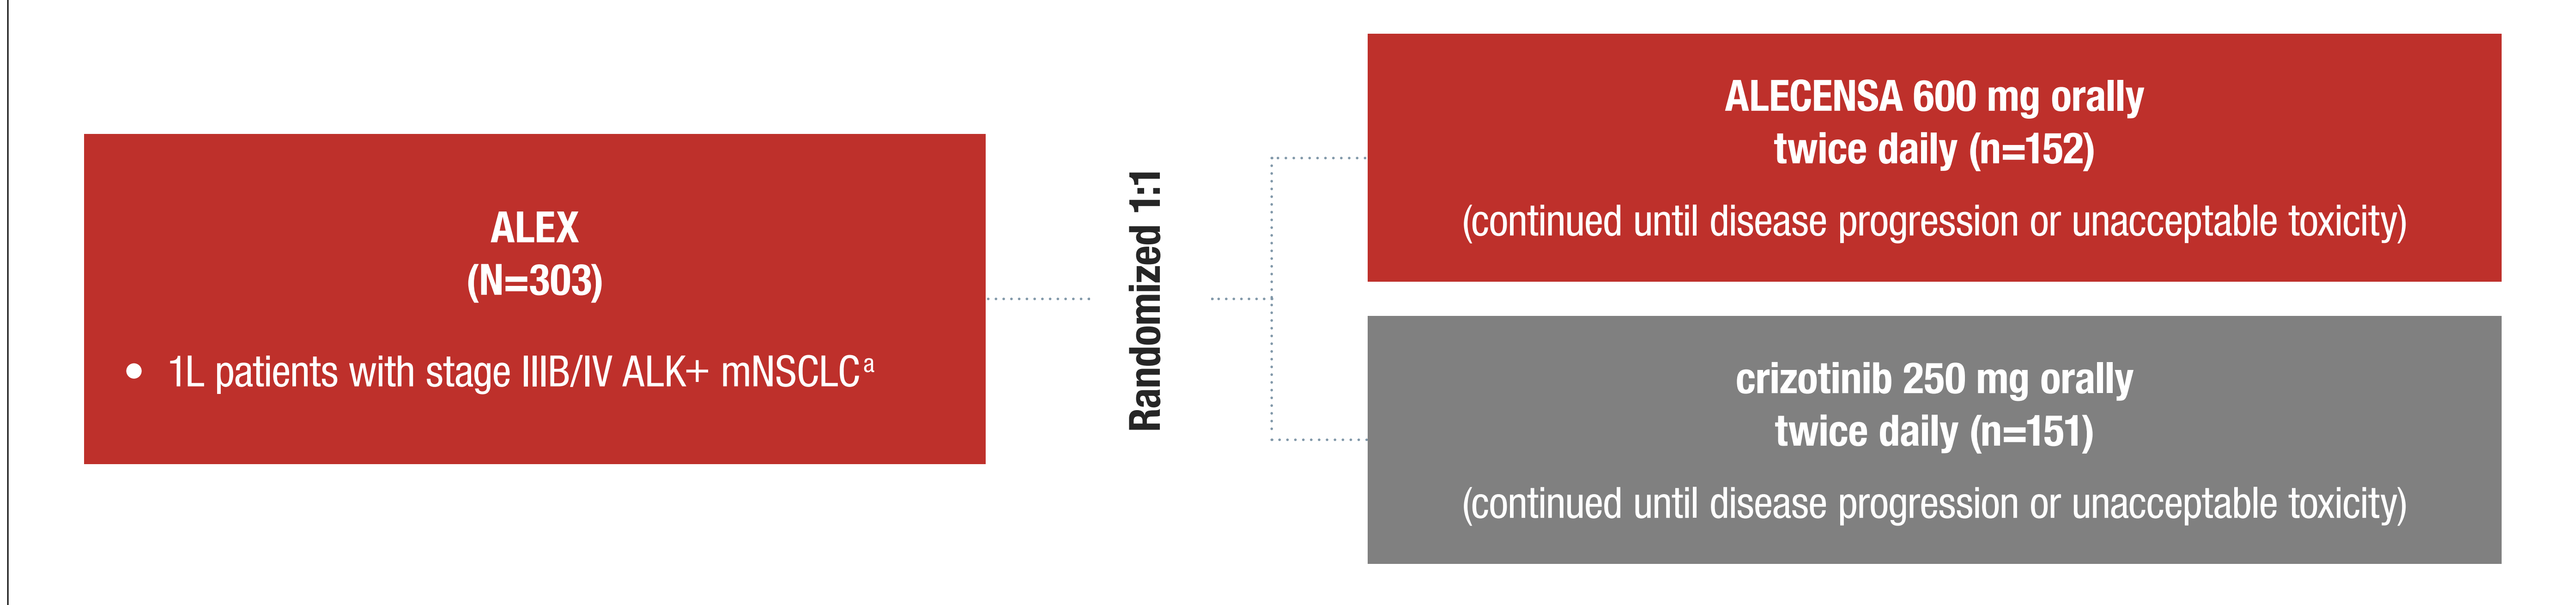 ALEX
(N=303)
• 1L patients with stage IIIB/IV ALK+ mNSCLCᵃ
Randomized 1:1
ALECENSA 600 mg orally
twice daily (n=152)
(continued until disease progression or unacceptable toxicity)
crizotinib 250 mg orally
twice daily (n=151)
(continued until disease progression or unacceptable toxicity)